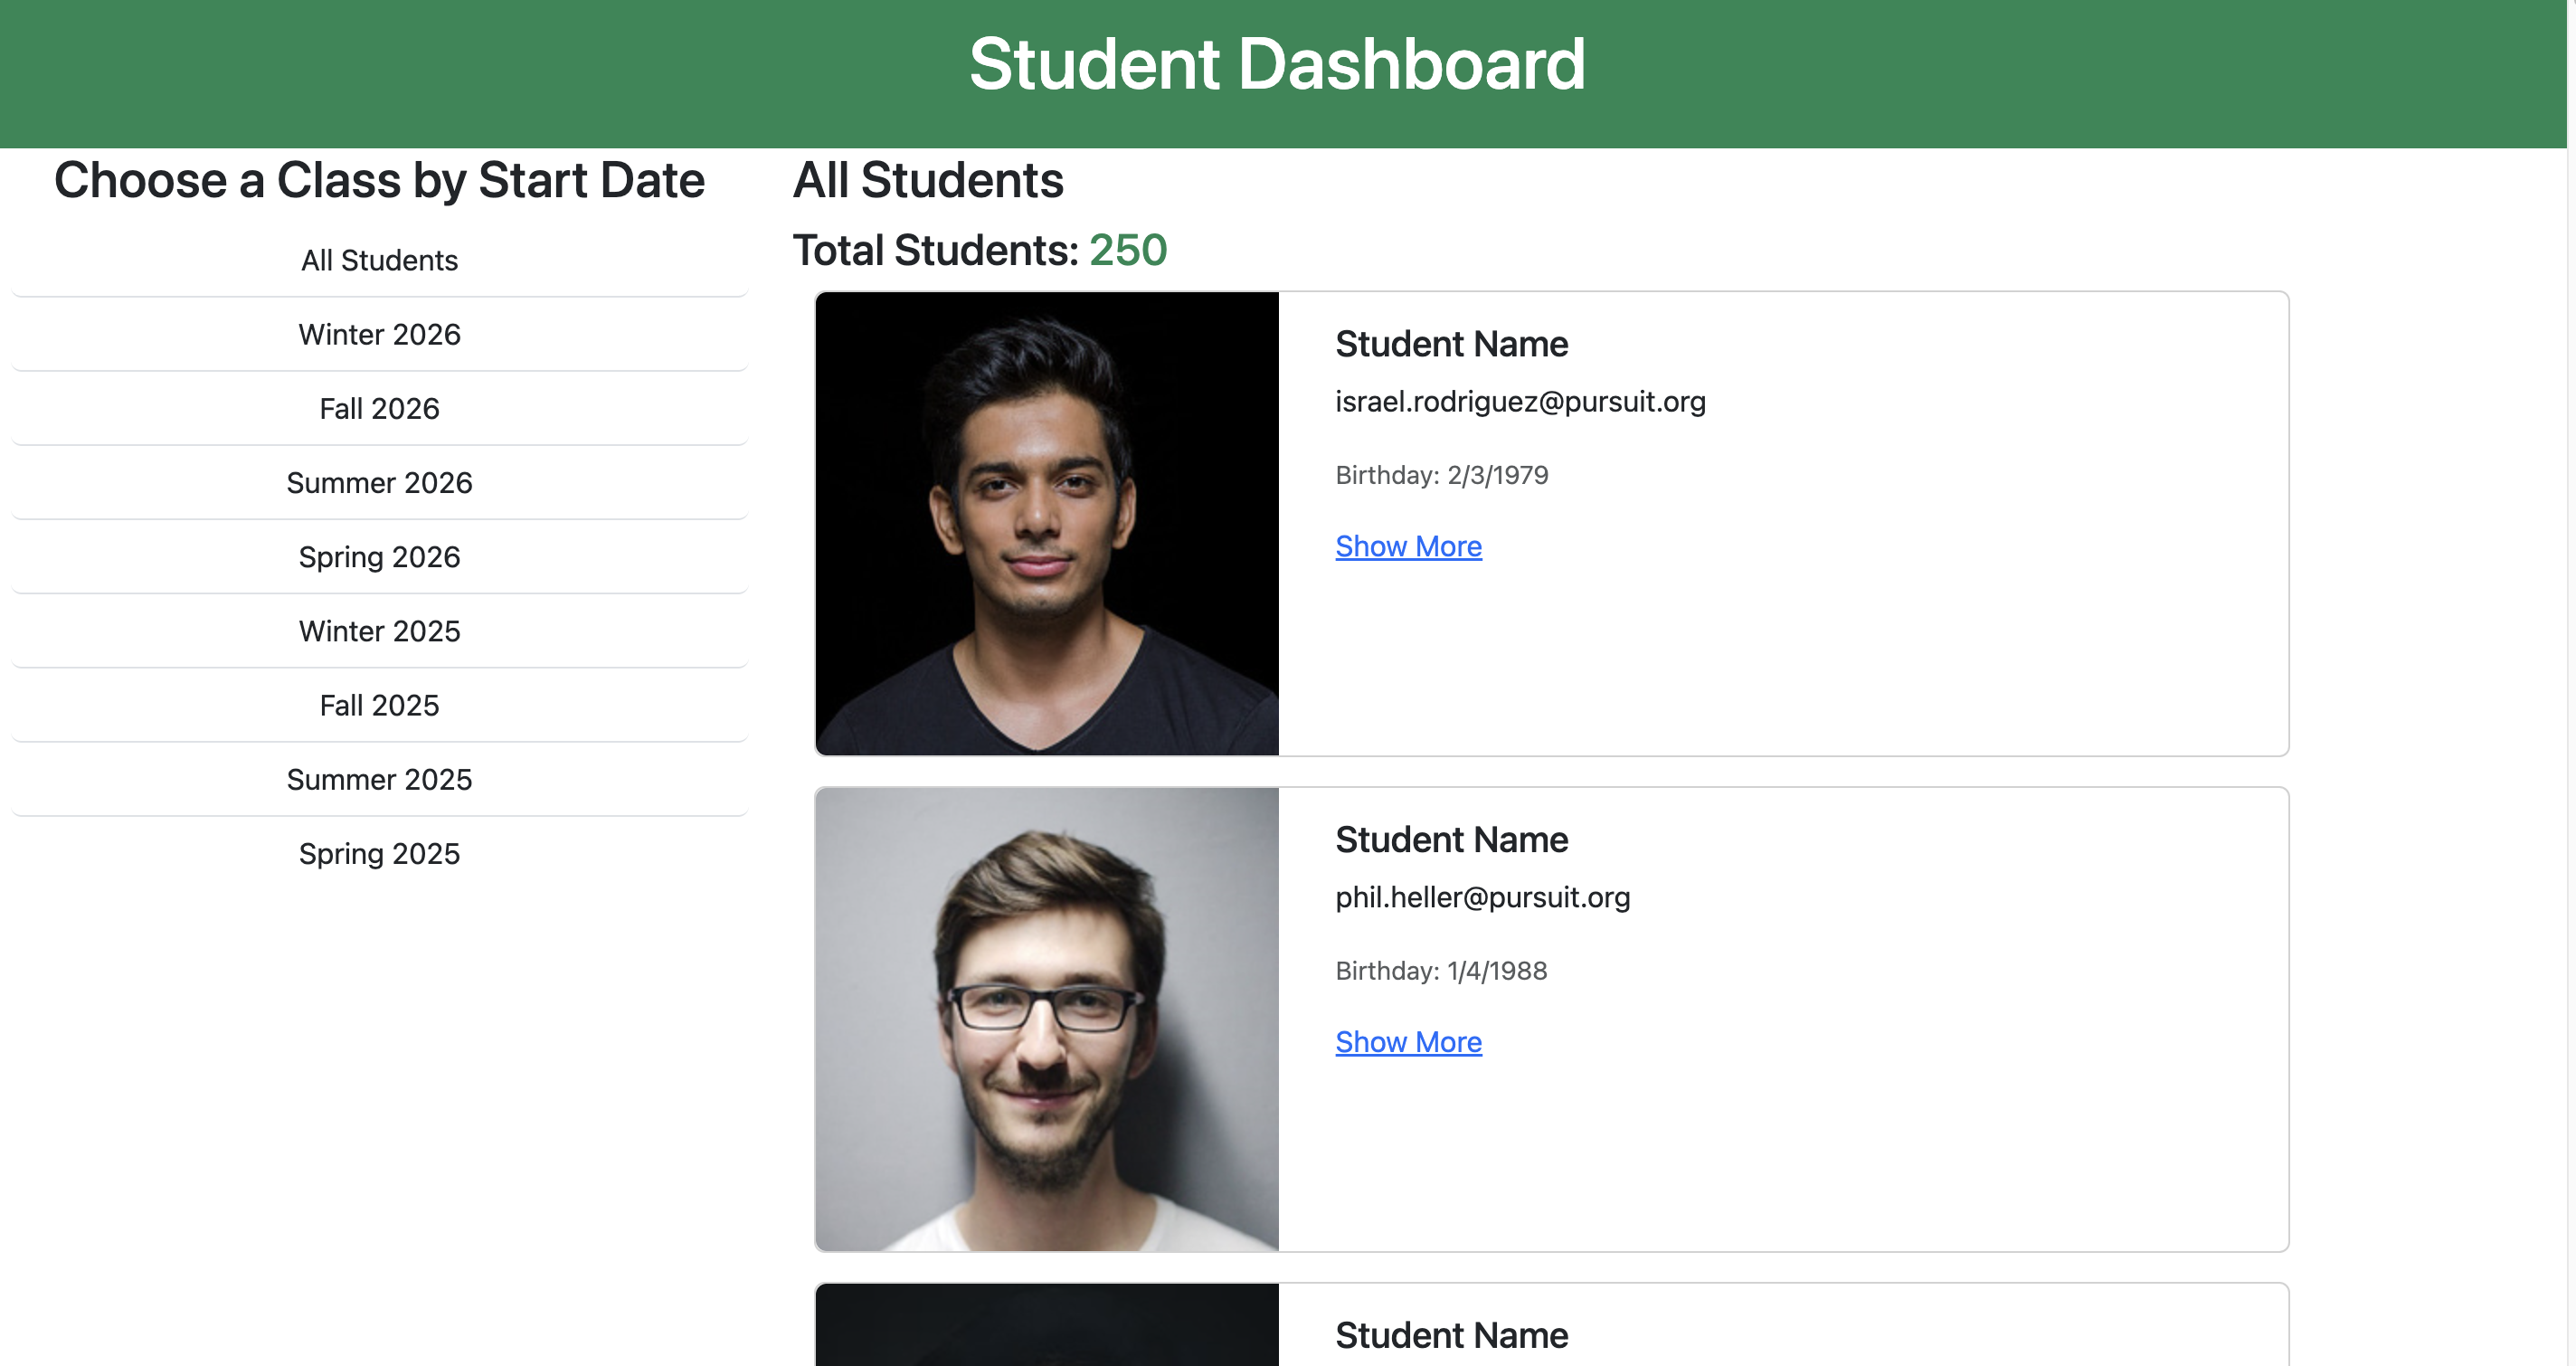 Student Dashboard
Choose a Class by Start Date
All Students
Winter 2026
Fall 2026
Summer 2026
Spring 2026
Winter 2025
Fall 2025
Summer 2025
Spring 2025
All Students
Total Students: 250
Student Name
israel.rodriguez@pursuit.org
Birthday: 2/3/1979
Show More
Student Name
phil.heller@pursuit.org
Birthday: 1/4/1988
Show More
Student Name